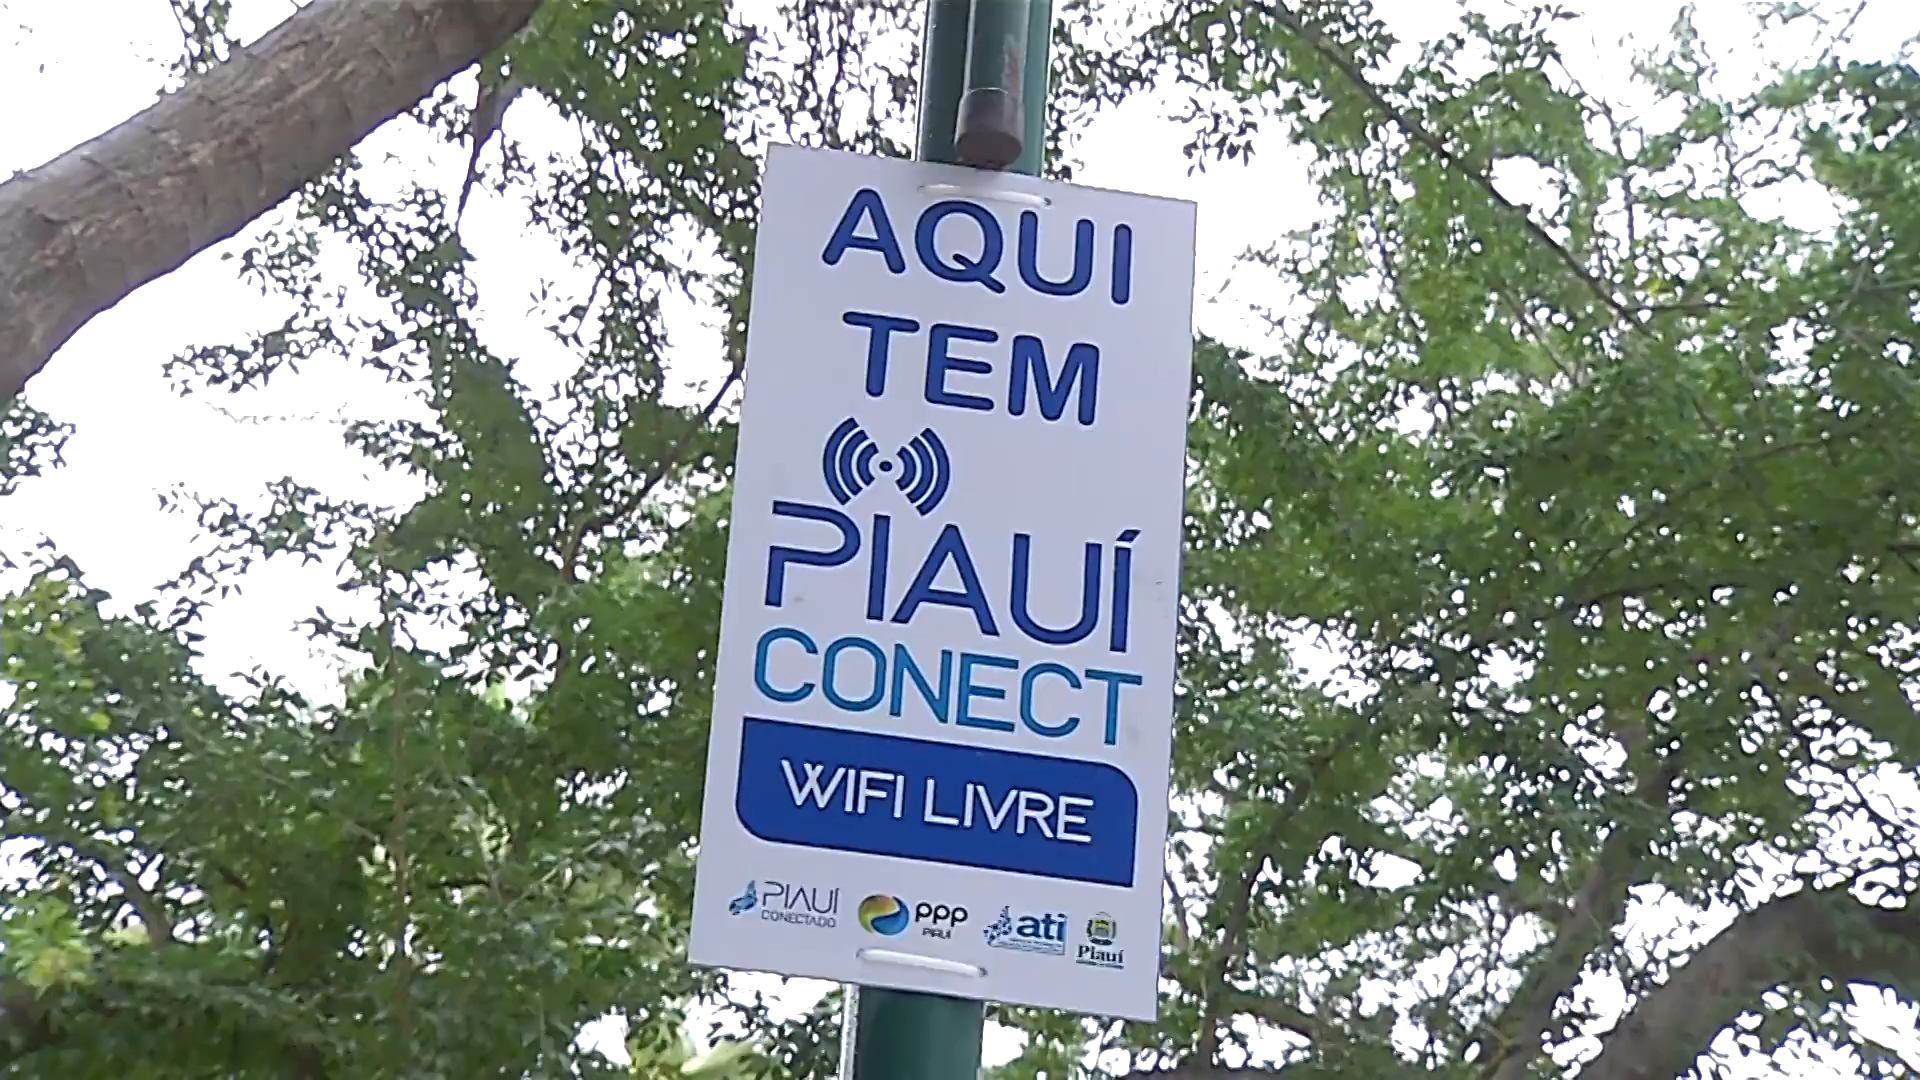 AQUI
TEM
PIAUÍ
CONECT
WIFI LIVRE
PIAUÍ
CONECTADO
ppp
PIAUÍ
ati
Piauí